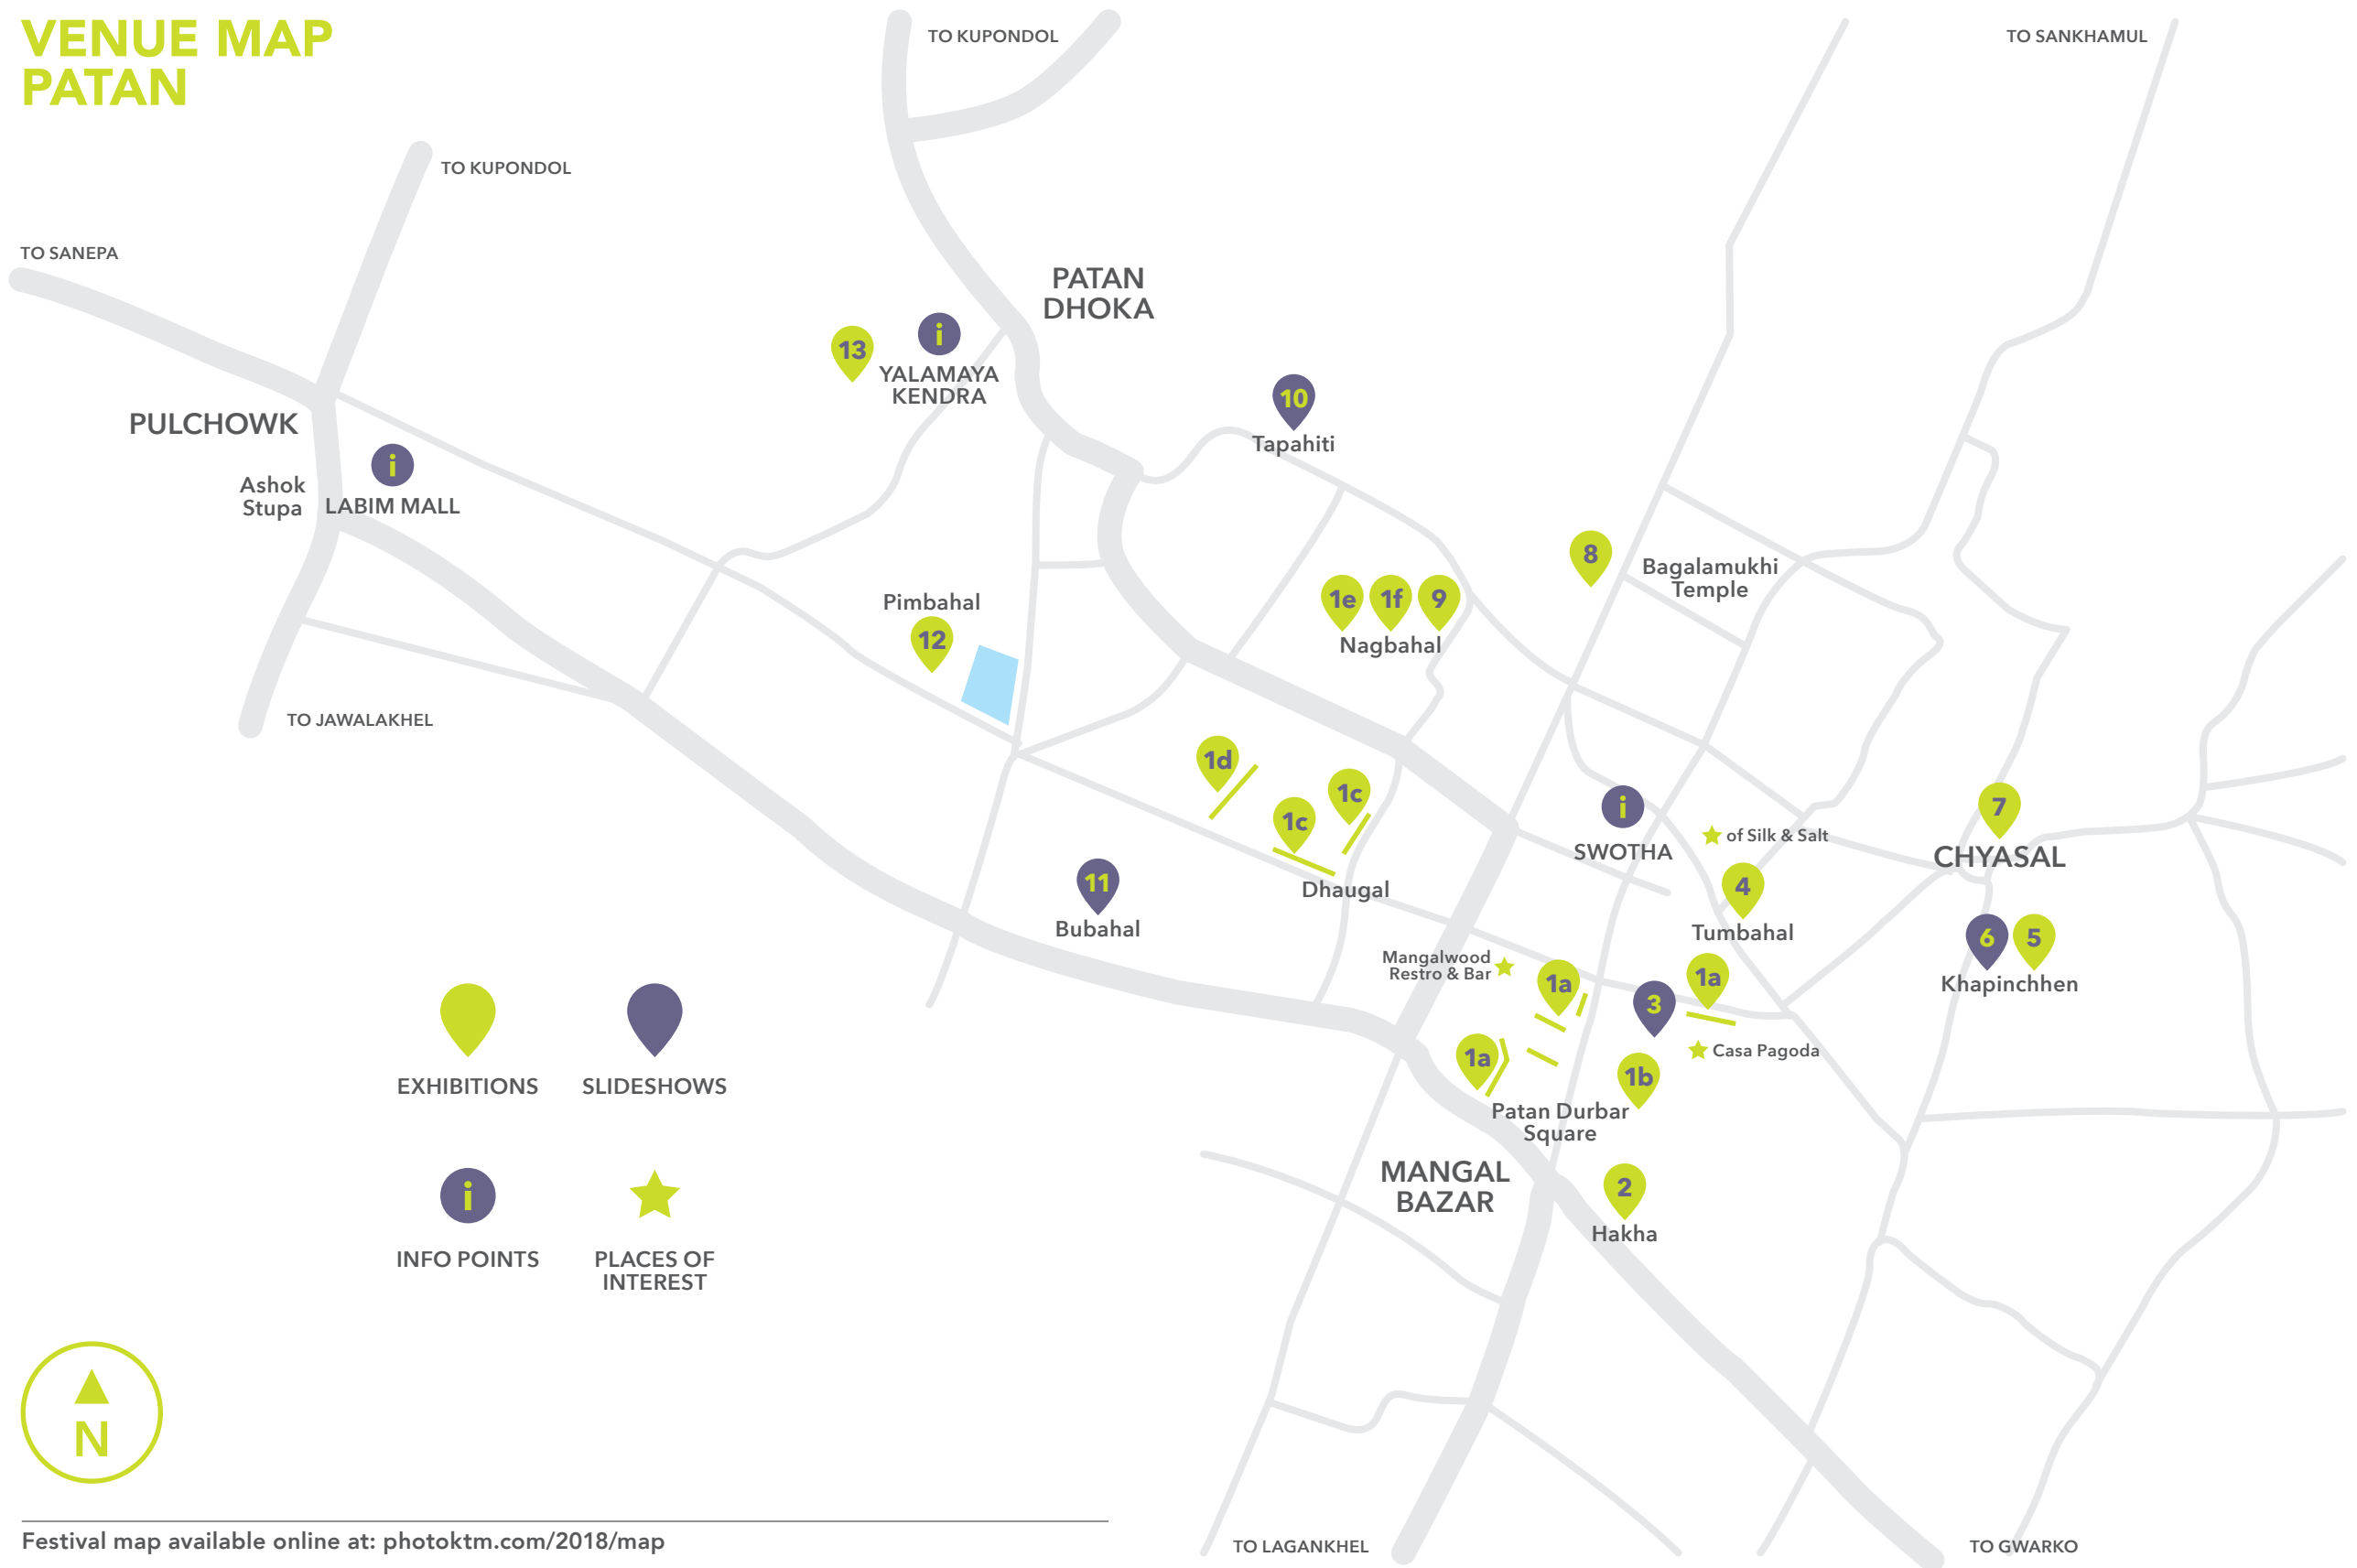 VENUE MAP
PATAN
TO KUPONDOL
TO SANKHAMUL
TO KUPONDOL
TO SANEPA
PATAN
DHOKA
13
i
YALAMAYA
KENDRA
10
Tapahiti
PULCHOWK
i
LABIM MALL
Ashok
Stupa
8
Bagalamukhi
Temple
1e 1f 9
Nagbahal
Pimbahal
12
TO JAWALAKHEL
1d
1c
1c
Dhaugal
i
SWOTHA
of Silk & Salt
7
CHYASAL
4
Tumbahal
11
Bubahal
6 5
Khapinchhen
Mangalwood
Restro & Bar
1a
1a
3
1a
Casa Pagoda
1b
Patan Durbar
Square
MANGAL
BAZAR
2
Hakha
EXHIBITIONS
SLIDESHOWS
i
INFO POINTS
PLACES OF
INTEREST
N
Festival map available online at: photoktm.com/2018/map
TO LAGANKHEL
TO GWARKO